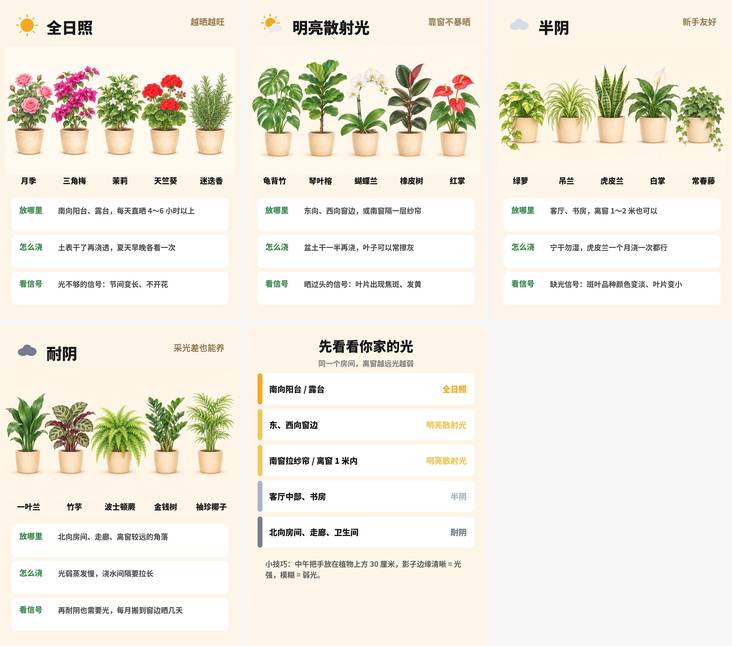 全日照
越晒越旺
月季
三角梅
茉莉
天竺葵
迷迭香
放哪里
南向阳台、露台，每天直晒 4～6 小时以上
怎么浇
土表干了再浇透，夏天早晚各看一次
看信号
光不够的信号：节间变长、不开花
明亮散射光
靠窗不暴晒
龟背竹
琴叶榕
蝴蝶兰
橡皮树
红掌
放哪里
东向、西向窗边，或南窗隔一层纱帘
怎么浇
盆土干一半再浇，叶子可以常擦灰
看信号
晒过头的信号：叶片出现焦斑、发黄
半阴
新手友好
绿萝
吊兰
虎皮兰
白掌
常春藤
放哪里
客厅、书房，离窗 1～2 米也可以
怎么浇
宁干勿湿，虎皮兰一个月浇一次都行
看信号
缺光信号：斑叶品种颜色变淡、叶片变小
耐阴
采光差也能养
一叶兰
竹芋
波士顿蕨
金钱树
袖珍椰子
放哪里
北向房间、走廊、离窗较远的角落
怎么浇
光弱蒸发慢，浇水间隔要拉长
看信号
再耐阴也需要光，每月搬到窗边晒几天
先看看你家的光
同一个房间，离窗越远光越弱
南向阳台 / 露台
全日照
东、西向窗边
明亮散射光
南窗拉纱帘 / 离窗 1 米内
明亮散射光
客厅中部、书房
半阴
北向房间、走廊、卫生间
耐阴
小技巧：中午把手放在植物上方 30 厘米，影子边缘清晰 = 光
强，模糊 = 弱光。